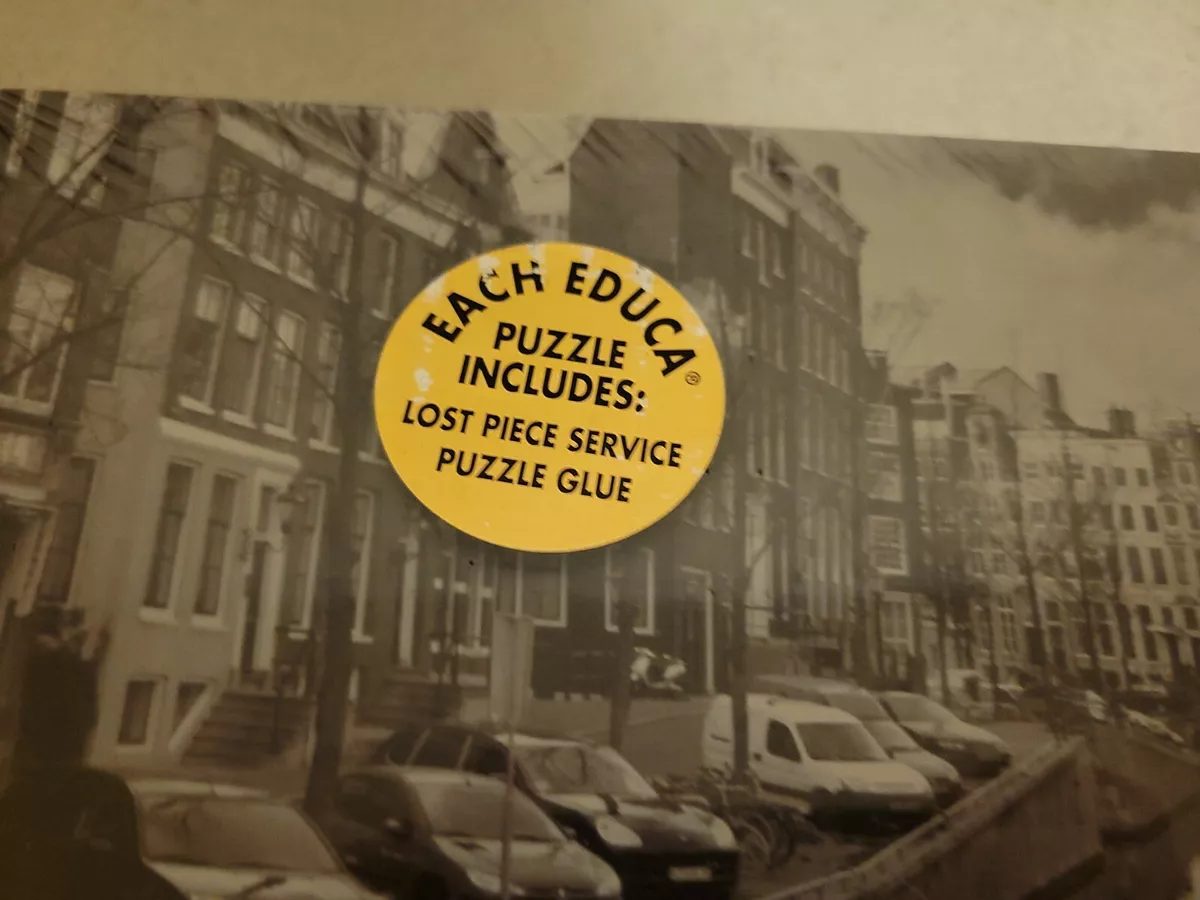 EACH EDUCA®
PUZZLE
INCLUDES:
LOST PIECE SERVICE
PUZZLE GLUE